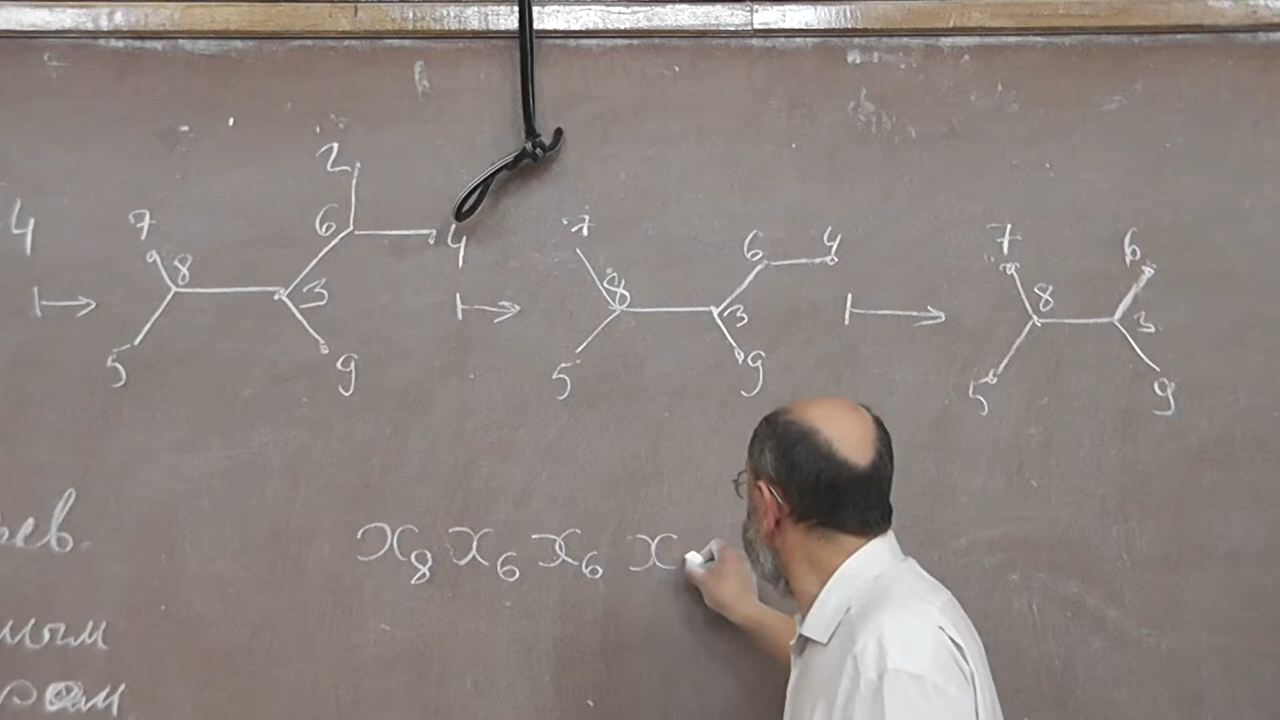 4
7 8 5 3 6 2 4 9
7 8 5 3 6 4 9
7 8 5 3 6 9
x₈ x₆ x₆ x